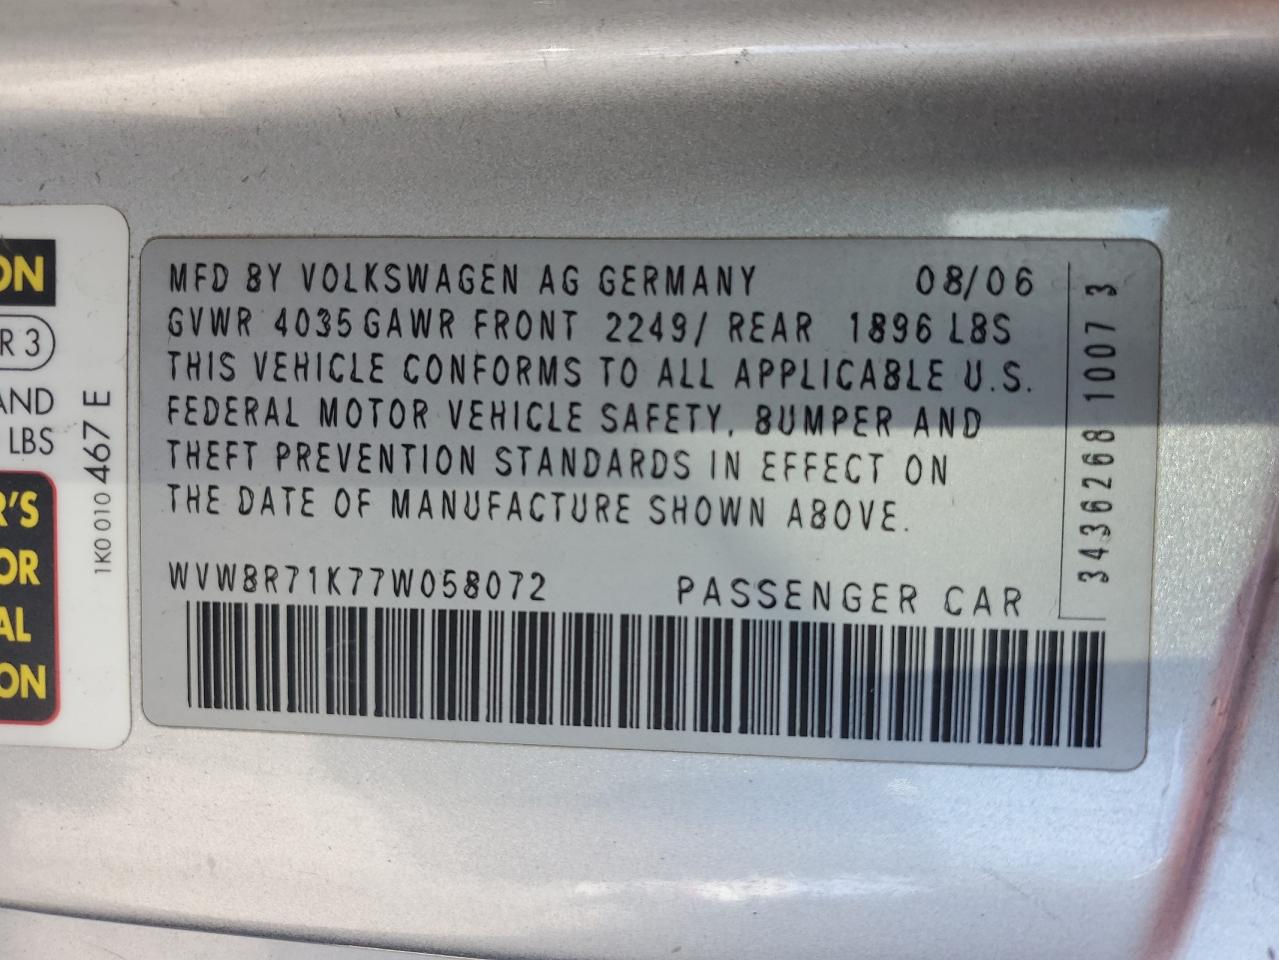 ON
R 3
AND
LBS
R'S
OR
AL
ON
1K0 010 467 E
MFD BY VOLKSWAGEN AG GERMANY 08/06
GVWR 4035 GAWR FRONT 2249/ REAR 1896 LBS
THIS VEHICLE CONFORMS TO ALL APPLICABLE U.S.
FEDERAL MOTOR VEHICLE SAFETY, BUMPER AND
THEFT PREVENTION STANDARDS IN EFFECT ON
THE DATE OF MANUFACTURE SHOWN ABOVE.
WVWBR71K77W058072 PASSENGER CAR
3436268 1007 3